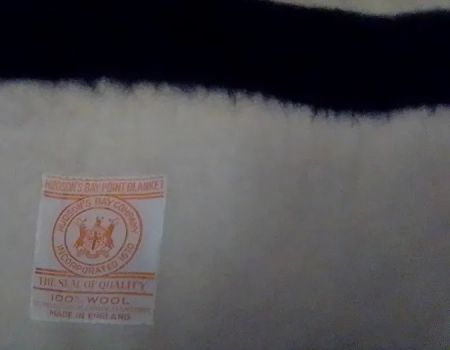 HUDSON'S BAY POINT BLANKET
HUDSON'S BAY COMPANY
INCORPORATED 1670
THE SEAL OF QUALITY
100% WOOL
MADE IN ENGLAND